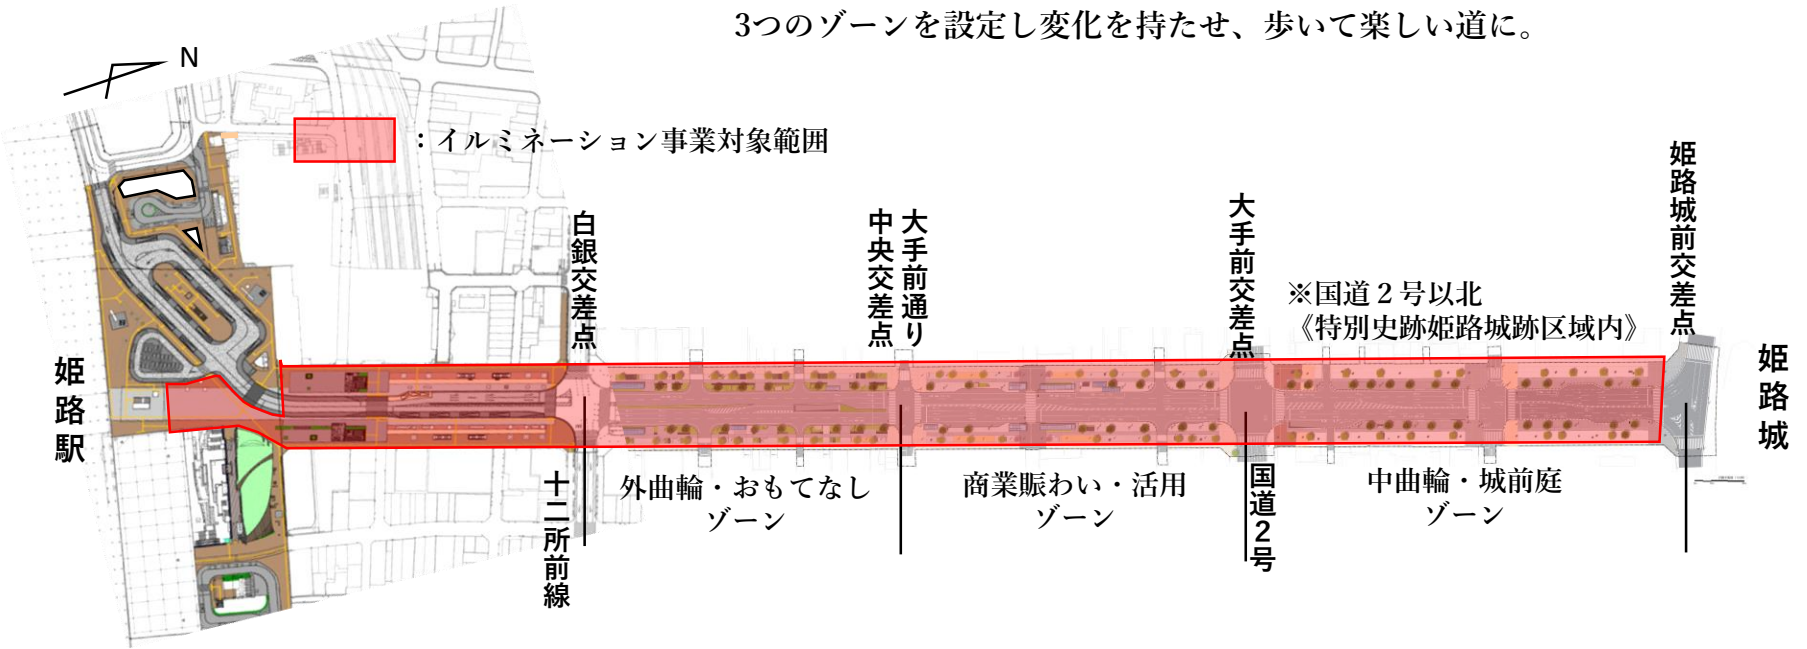 3つのゾーンを設定し変化を持たせ、歩いて楽しい道に。
N
：イルミネーション事業対象範囲
姫路城前交差点
大手前交差点
大手前通り
中央交差点
白銀交差点
※国道２号以北
《特別史跡姫路城跡区域内》
姫路駅
姫路城
十二所前線
外曲輪・おもてなし
ゾーン
商業賑わい・活用
ゾーン
国道2号
中曲輪・城前庭
ゾーン